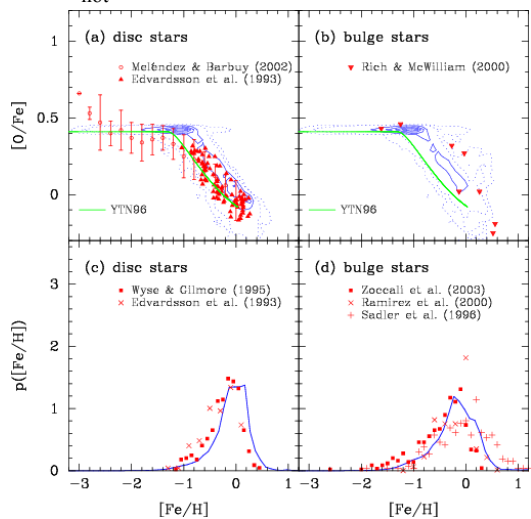 (a) disc stars
Meléndez & Barbuy (2002)
Edvardsson et al. (1993)
YTN96
(b) bulge stars
Rich & McWilliam (2000)
YTN96
1
0.5
0
[O/Fe]
(c) disc stars
Wyse & Gilmore (1995)
Edvardsson et al. (1993)
(d) bulge stars
Zoccali et al. (2003)
Ramirez et al. (2000)
Sadler et al. (1996)
3
2
1
0
p([Fe/H])
−3 −2 −1 0 −3 −2 −1 0 1
[Fe/H] [Fe/H]